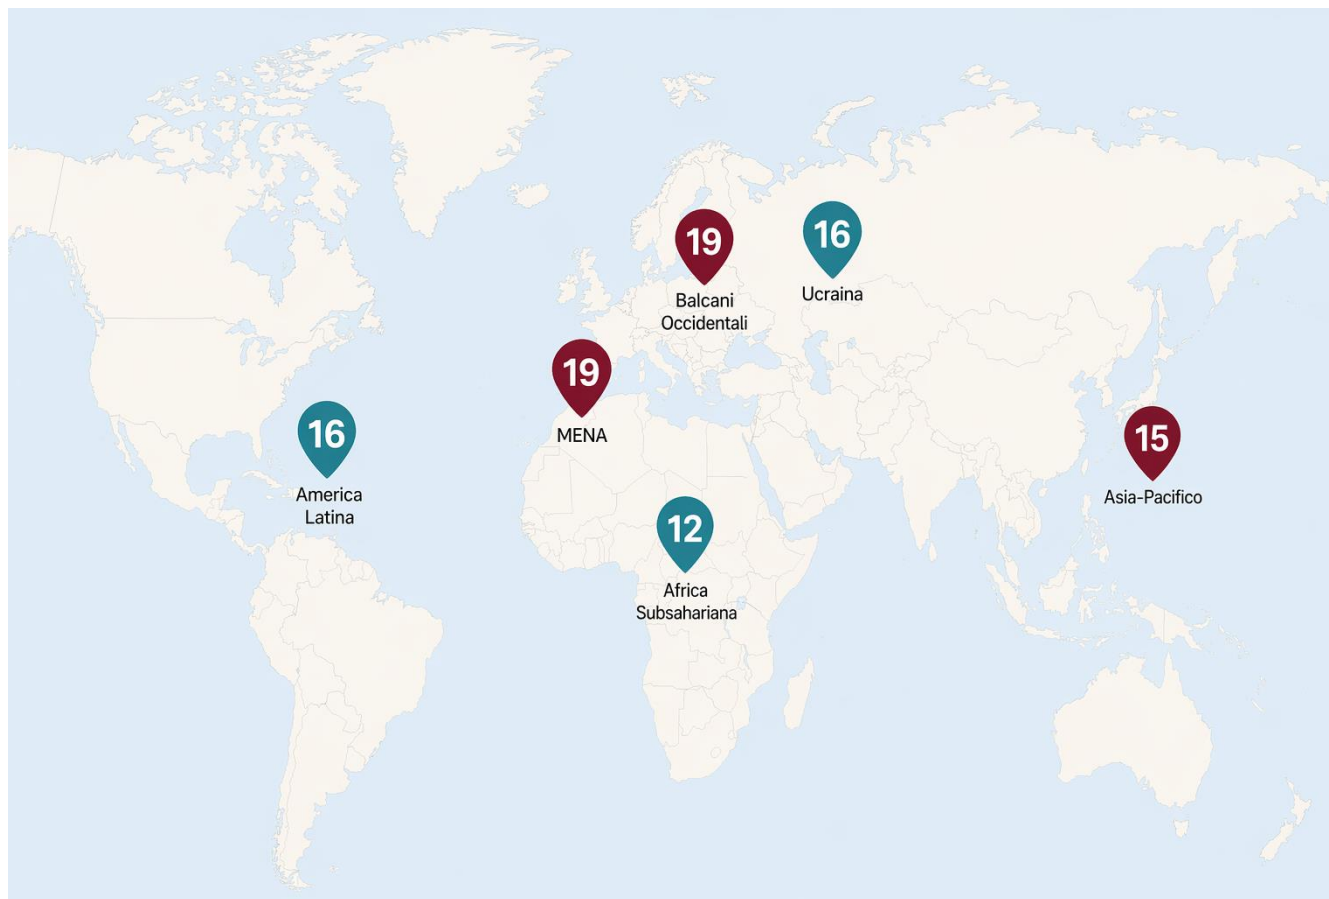 19
Balcani
Occidentali
16
Ucraina
19
MENA
16
America
Latina
15
Asia-Pacifico
12
Africa
Subsahariana